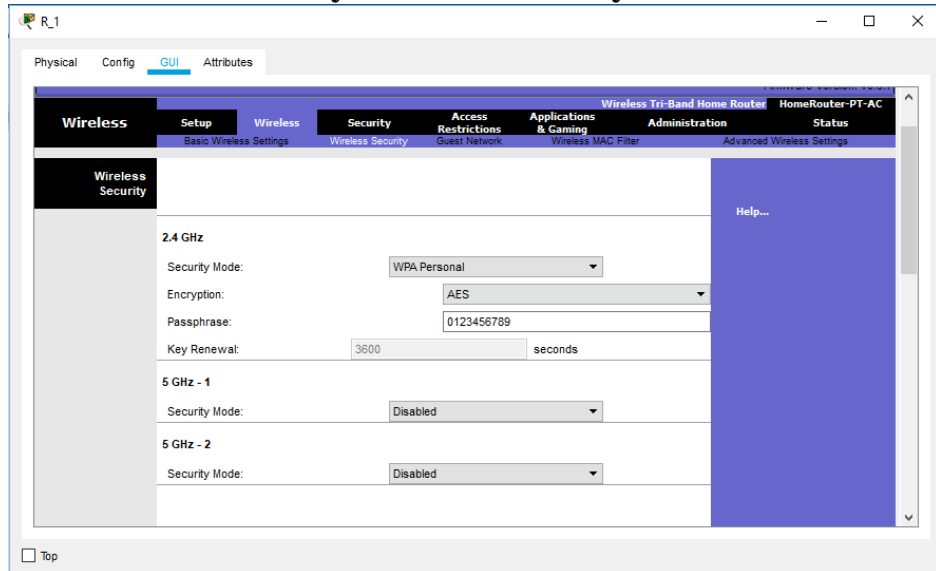 R_1
Physical Config GUI Attributes
Wireless Tri-Band Home Router HomeRouter-PT-AC
Wireless Setup Wireless Security Access Restrictions Applications & Gaming Administration Status
Basic Wireless Settings Wireless Security Guest Network Wireless MAC Filter Advanced Wireless Settings
Wireless
Security
Help...
2.4 GHz
Security Mode: WPA Personal
Encryption: AES
Passphrase: 0123456789
Key Renewal: 3600 seconds
5 GHz - 1
Security Mode: Disabled
5 GHz - 2
Security Mode: Disabled
Top